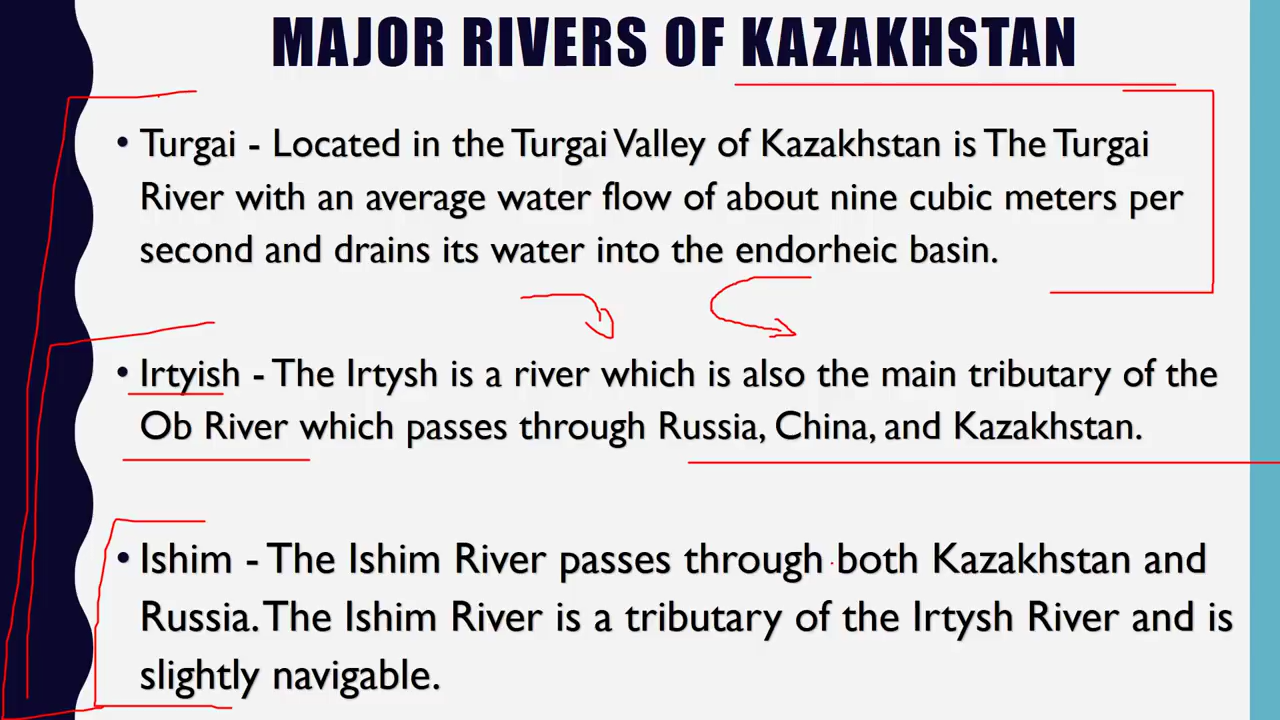 MAJOR RIVERS OF KAZAKHSTAN
• Turgai - Located in the Turgai Valley of Kazakhstan is The Turgai
River with an average water flow of about nine cubic meters per
second and drains its water into the endorheic basin.
• Irtyish - The Irtysh is a river which is also the main tributary of the
Ob River which passes through Russia, China, and Kazakhstan.
• Ishim - The Ishim River passes through both Kazakhstan and
Russia. The Ishim River is a tributary of the Irtysh River and is
slightly navigable.